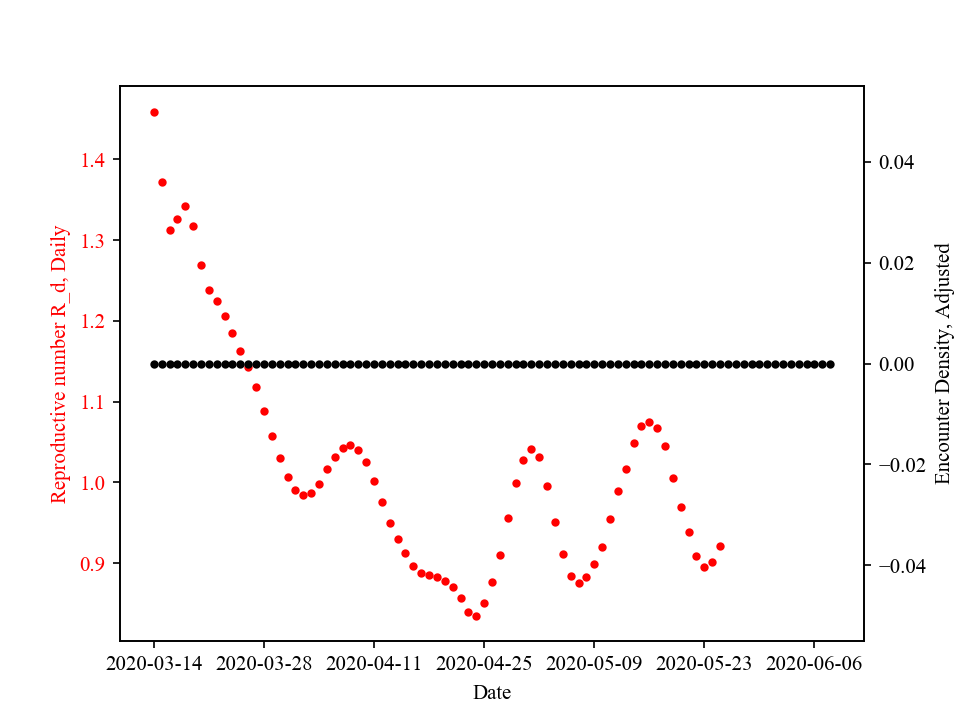 Reproductive number R_d, Daily
1.4
1.3
1.2
1.1
1.0
0.9
0.04
0.02
0.00
−0.02
−0.04
Encounter Density, Adjusted
2020-03-14 2020-03-28 2020-04-11 2020-04-25 2020-05-09 2020-05-23 2020-06-06
Date